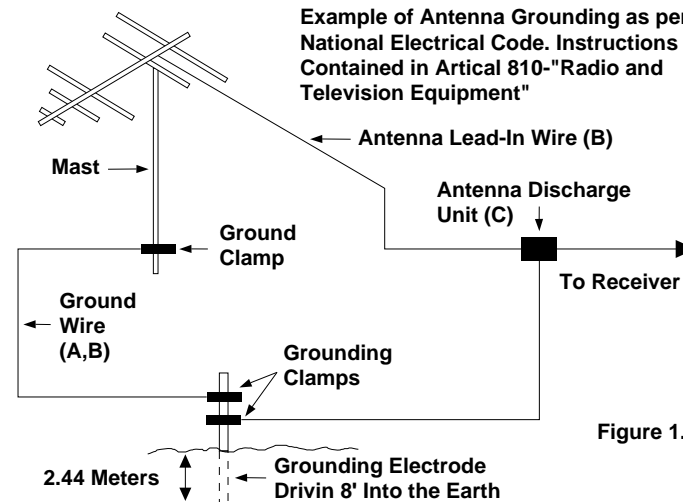 Example of Antenna Grounding as per
National Electrical Code. Instructions
Contained in Artical 810-"Radio and
Television Equipment"
Antenna Lead-In Wire (B)
Mast
Antenna Discharge
Unit (C)
Ground
Clamp
To Receiver
Ground
Wire
(A,B)
Grounding
Clamps
Figure 1.
2.44 Meters
Grounding Electrode
Drivin 8' Into the Earth